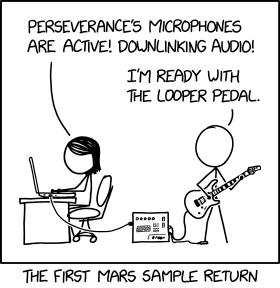 PERSEVERANCE'S MICROPHONES
ARE ACTIVE! DOWNLINKING AUDIO!
I'M READY WITH
THE LOOPER PEDAL.
THE FIRST MARS SAMPLE RETURN